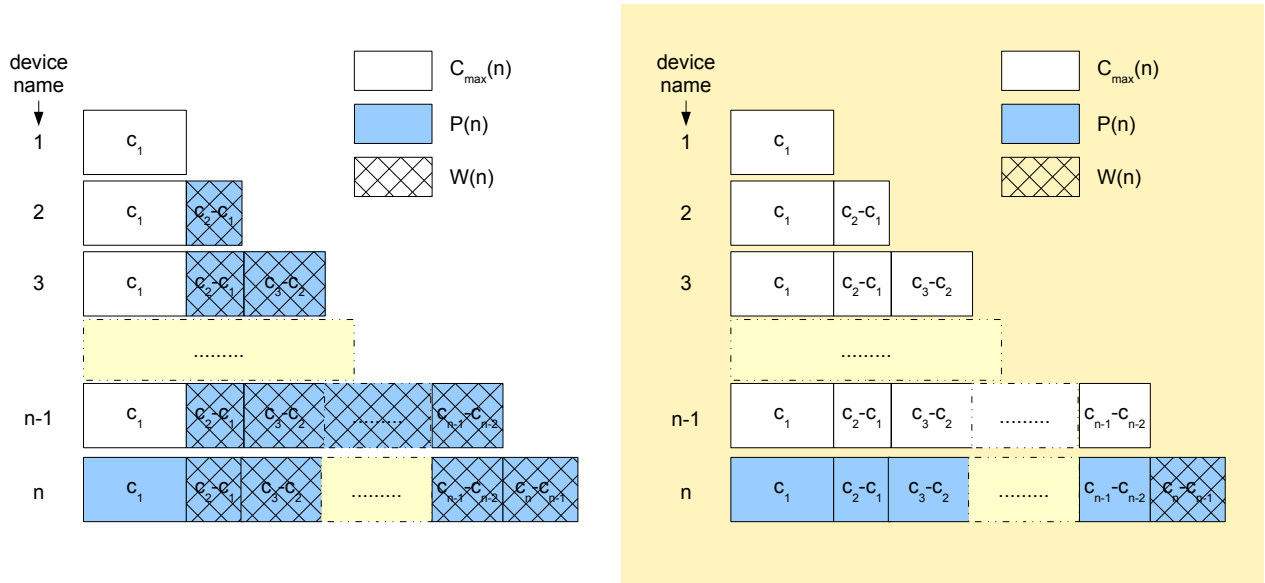 device
name
C_max(n)
P(n)
W(n)
1 c_1
2 c_1 c_2-c_1
3 c_1 c_2-c_1 c_3-c_2
.........
n-1 c_1 c_2-c_1 c_3-c_2 ......... c_n-1-c_n-2
n c_1 c_2-c_1 c_3-c_2 ......... c_n-1-c_n-2 c_n-c_n-1
device
name
C_max(n)
P(n)
W(n)
1 c_1
2 c_1 c_2-c_1
3 c_1 c_2-c_1 c_3-c_2
.........
n-1 c_1 c_2-c_1 c_3-c_2 ......... c_n-1-c_n-2
n c_1 c_2-c_1 c_3-c_2 ......... c_n-1-c_n-2 c_n-c_n-1